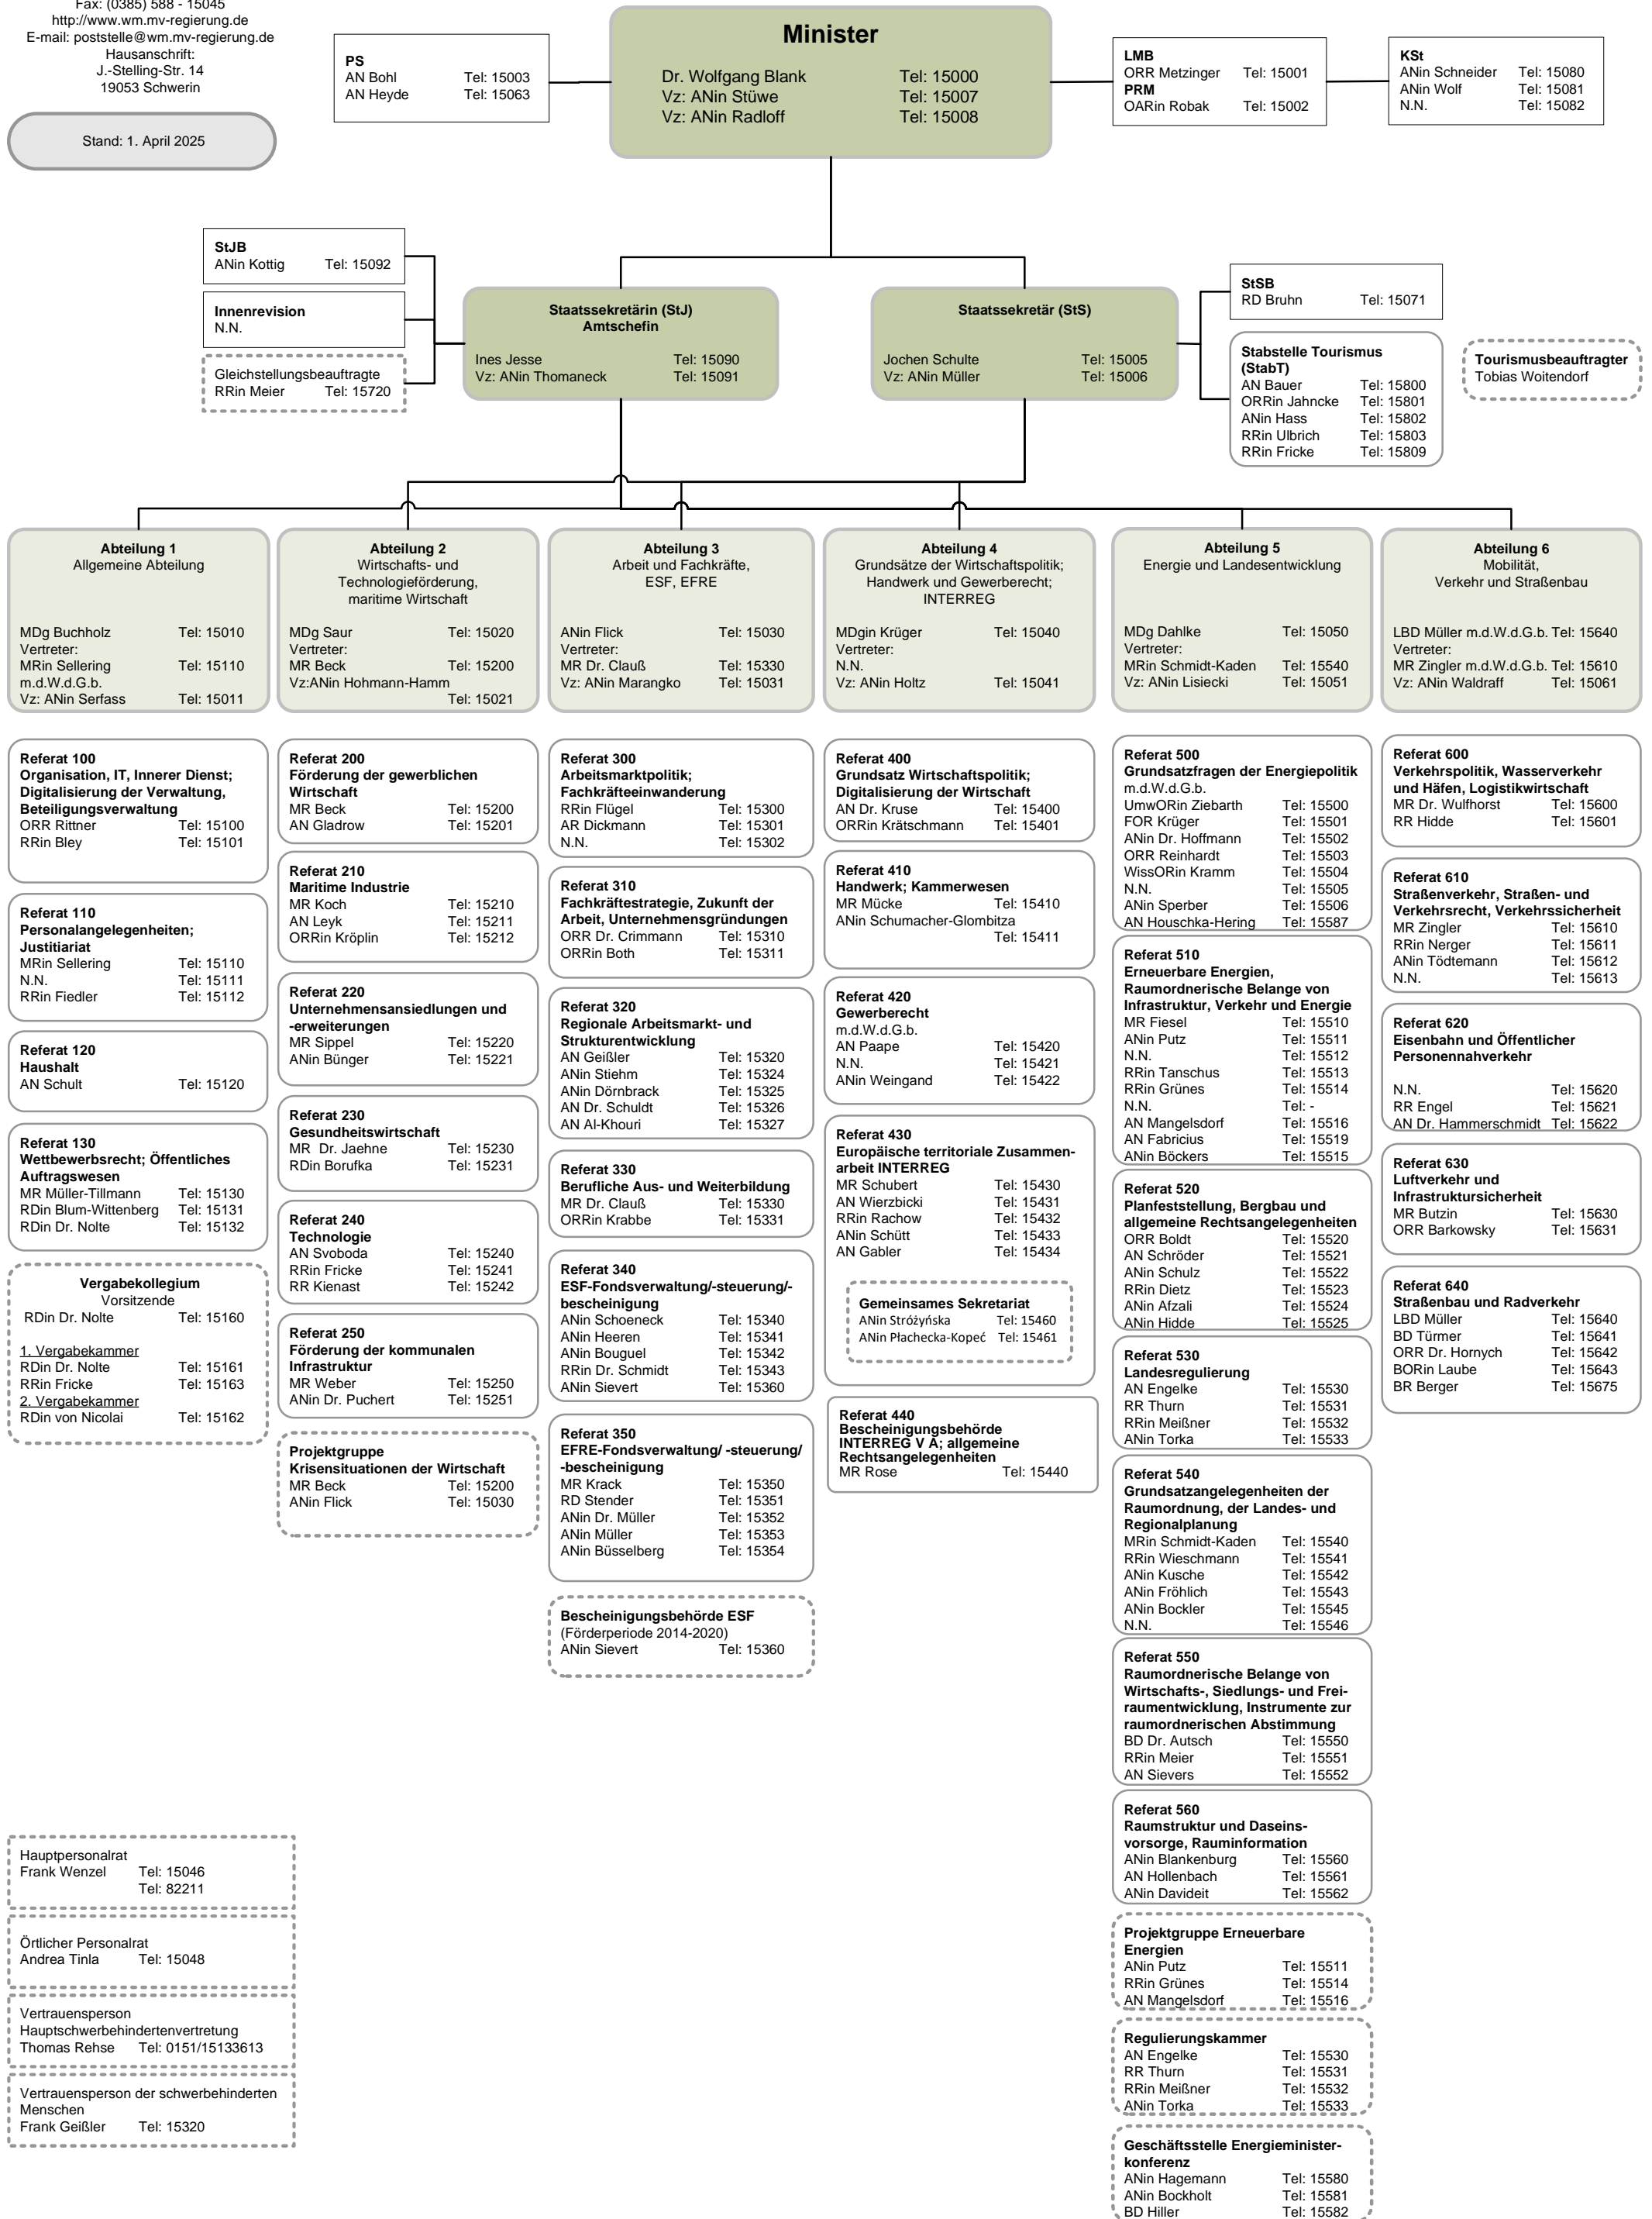 Fax: (0385) 588 - 15045
http://www.wm.mv-regierung.de
E-mail: poststelle@wm.mv-regierung.de
Hausanschrift:
J.-Stelling-Str. 14
19053 Schwerin
Stand: 1. April 2025
PS
AN Bohl Tel: 15003
AN Heyde Tel: 15063
Minister
Dr. Wolfgang Blank Tel: 15000
Vz: ANin Stüwe Tel: 15007
Vz: ANin Radloff Tel: 15008
LMB
ORR Metzinger Tel: 15001
PRM
OARin Robak Tel: 15002
KSt
ANin Schneider Tel: 15080
ANin Wolf Tel: 15081
N.N. Tel: 15082
StJB
ANin Kottig Tel: 15092
Innenrevision
N.N.
Gleichstellungsbeauftragte
RRin Meier Tel: 15720
Staatssekretärin (StJ)
Amtschefin
Ines Jesse Tel: 15090
Vz: ANin Thomaneck Tel: 15091
Staatssekretär (StS)
Jochen Schulte Tel: 15005
Vz: ANin Müller Tel: 15006
StSB
RD Bruhn Tel: 15071
Stabstelle Tourismus
(StabT)
AN Bauer Tel: 15800
ORRin Jahncke Tel: 15801
ANin Hass Tel: 15802
RRin Ulbrich Tel: 15803
RRin Fricke Tel: 15809
Tourismusbeauftragter
Tobias Woitendorf
Abteilung 1
Allgemeine Abteilung
MDg Buchholz Tel: 15010
Vertreter:
MRin Sellering Tel: 15110
m.d.W.d.G.b.
Vz: ANin Serfass Tel: 15011
Abteilung 2
Wirtschafts- und
Technologieförderung,
maritime Wirtschaft
MDg Saur Tel: 15020
Vertreter:
MR Beck Tel: 15200
Vz:ANin Hohmann-Hamm
Tel: 15021
Abteilung 3
Arbeit und Fachkräfte,
ESF, EFRE
ANin Flick Tel: 15030
Vertreter:
MR Dr. Clauß Tel: 15330
Vz: ANin Marangko Tel: 15031
Abteilung 4
Grundsätze der Wirtschaftspolitik;
Handwerk und Gewerberecht;
INTERREG
MDgin Krüger Tel: 15040
Vertreter:
N.N.
Vz: ANin Holtz Tel: 15041
Abteilung 5
Energie und Landesentwicklung
MDg Dahlke Tel: 15050
Vertreter:
MRin Schmidt-Kaden Tel: 15540
Vz: ANin Lisiecki Tel: 15051
Abteilung 6
Mobilität,
Verkehr und Straßenbau
LBD Müller m.d.W.d.G.b. Tel: 15640
Vertreter:
MR Zingler m.d.W.d.G.b. Tel: 15610
Vz: ANin Waldraff Tel: 15061
Referat 100
Organisation, IT, Innerer Dienst;
Digitalisierung der Verwaltung,
Beteiligungsverwaltung
ORR Rittner Tel: 15100
RRin Bley Tel: 15101
Referat 110
Personalangelegenheiten;
Justitiariat
MRin Sellering Tel: 15110
N.N. Tel: 15111
RRin Fiedler Tel: 15112
Referat 120
Haushalt
AN Schult Tel: 15120
Referat 130
Wettbewerbsrecht; Öffentliches
Auftragswesen
MR Müller-Tillmann Tel: 15130
RDin Blum-Wittenberg Tel: 15131
RDin Dr. Nolte Tel: 15132
Vergabekollegium
Vorsitzende
RDin Dr. Nolte Tel: 15160
1. Vergabekammer
RDin Dr. Nolte Tel: 15161
RRin Fricke Tel: 15163
2. Vergabekammer
RDin von Nicolai Tel: 15162
Referat 200
Förderung der gewerblichen
Wirtschaft
MR Beck Tel: 15200
AN Gladrow Tel: 15201
Referat 210
Maritime Industrie
MR Koch Tel: 15210
AN Leyk Tel: 15211
ORRin Kröplin Tel: 15212
Referat 220
Unternehmensansiedlungen und
-erweiterungen
MR Sippel Tel: 15220
ANin Bünger Tel: 15221
Referat 230
Gesundheitswirtschaft
MR Dr. Jaehne Tel: 15230
RDin Borufka Tel: 15231
Referat 240
Technologie
AN Svoboda Tel: 15240
RRin Fricke Tel: 15241
RR Kienast Tel: 15242
Referat 250
Förderung der kommunalen
Infrastruktur
MR Weber Tel: 15250
ANin Dr. Puchert Tel: 15251
Projektgruppe
Krisensituationen der Wirtschaft
MR Beck Tel: 15200
ANin Flick Tel: 15030
Referat 300
Arbeitsmarktpolitik;
Fachkräfteeinwanderung
RRin Flügel Tel: 15300
AR Dickmann Tel: 15301
N.N. Tel: 15302
Referat 310
Fachkräftestrategie, Zukunft der
Arbeit, Unternehmensgründungen
ORR Dr. Crimmann Tel: 15310
ORRin Both Tel: 15311
Referat 320
Regionale Arbeitsmarkt- und
Strukturentwicklung
AN Geißler Tel: 15320
ANin Stiehm Tel: 15324
ANin Dörnbrack Tel: 15325
AN Dr. Schuldt Tel: 15326
AN Al-Khouri Tel: 15327
Referat 330
Berufliche Aus- und Weiterbildung
MR Dr. Clauß Tel: 15330
ORRin Krabbe Tel: 15331
Referat 340
ESF-Fondsverwaltung/-steuerung/-
bescheinigung
ANin Schoeneck Tel: 15340
ANin Heeren Tel: 15341
ANin Bouguel Tel: 15342
RRin Dr. Schmidt Tel: 15343
ANin Sievert Tel: 15360
Referat 350
EFRE-Fondsverwaltung/ -steuerung/
-bescheinigung
MR Krack Tel: 15350
RD Stender Tel: 15351
ANin Dr. Müller Tel: 15352
ANin Müller Tel: 15353
ANin Büsselberg Tel: 15354
Bescheinigungsbehörde ESF
(Förderperiode 2014-2020)
ANin Sievert Tel: 15360
Referat 400
Grundsatz Wirtschaftspolitik;
Digitalisierung der Wirtschaft
AN Dr. Kruse Tel: 15400
ORRin Krätschmann Tel: 15401
Referat 410
Handwerk; Kammerwesen
MR Mücke Tel: 15410
ANin Schumacher-Glombitza
Tel: 15411
Referat 420
Gewerberecht
m.d.W.d.G.b.
AN Paape Tel: 15420
N.N. Tel: 15421
ANin Weingand Tel: 15422
Referat 430
Europäische territoriale Zusammen-
arbeit INTERREG
MR Schubert Tel: 15430
AN Wierzbicki Tel: 15431
RRin Rachow Tel: 15432
ANin Schütt Tel: 15433
AN Gabler Tel: 15434
Gemeinsames Sekretariat
ANin Stróżyńska Tel: 15460
ANin Płachecka-Kopeć Tel: 15461
Referat 440
Bescheinigungsbehörde
INTERREG V A; allgemeine
Rechtsangelegenheiten
MR Rose Tel: 15440
Referat 500
Grundsatzfragen der Energiepolitik
m.d.W.d.G.b.
UmwORin Ziebarth Tel: 15500
FOR Krüger Tel: 15501
ANin Dr. Hoffmann Tel: 15502
ORR Reinhardt Tel: 15503
WissORin Kramm Tel: 15504
N.N. Tel: 15505
ANin Sperber Tel: 15506
AN Houschka-Hering Tel: 15587
Referat 510
Erneuerbare Energien,
Raumordnerische Belange von
Infrastruktur, Verkehr und Energie
MR Fiesel Tel: 15510
ANin Putz Tel: 15511
N.N. Tel: 15512
RRin Tanschus Tel: 15513
RRin Grünes Tel: 15514
N.N. Tel: -
AN Mangelsdorf Tel: 15516
AN Fabricius Tel: 15519
ANin Böckers Tel: 15515
Referat 520
Planfeststellung, Bergbau und
allgemeine Rechtsangelegenheiten
ORR Boldt Tel: 15520
AN Schröder Tel: 15521
ANin Schulz Tel: 15522
RRin Dietz Tel: 15523
ANin Afzali Tel: 15524
ANin Hidde Tel: 15525
Referat 530
Landesregulierung
AN Engelke Tel: 15530
RR Thurn Tel: 15531
RRin Meißner Tel: 15532
ANin Torka Tel: 15533
Referat 540
Grundsatzangelegenheiten der
Raumordnung, der Landes- und
Regionalplanung
MRin Schmidt-Kaden Tel: 15540
RRin Wieschmann Tel: 15541
ANin Kusche Tel: 15542
ANin Fröhlich Tel: 15543
ANin Bockler Tel: 15545
N.N. Tel: 15546
Referat 550
Raumordnerische Belange von
Wirtschafts-, Siedlungs- und Frei-
raumentwicklung, Instrumente zur
raumordnerischen Abstimmung
BD Dr. Autsch Tel: 15550
RRin Meier Tel: 15551
AN Sievers Tel: 15552
Referat 560
Raumstruktur und Daseins-
vorsorge, Rauminformation
ANin Blankenburg Tel: 15560
AN Hollenbach Tel: 15561
ANin Davideit Tel: 15562
Projektgruppe Erneuerbare
Energien
ANin Putz Tel: 15511
RRin Grünes Tel: 15514
AN Mangelsdorf Tel: 15516
Regulierungskammer
AN Engelke Tel: 15530
RR Thurn Tel: 15531
RRin Meißner Tel: 15532
ANin Torka Tel: 15533
Geschäftsstelle Energieminister-
konferenz
ANin Hagemann Tel: 15580
ANin Bockholt Tel: 15581
BD Hiller Tel: 15582
Referat 600
Verkehrspolitik, Wasserverkehr
und Häfen, Logistikwirtschaft
MR Dr. Wulfhorst Tel: 15600
RR Hidde Tel: 15601
Referat 610
Straßenverkehr, Straßen- und
Verkehrsrecht, Verkehrssicherheit
MR Zingler Tel: 15610
RRin Nerger Tel: 15611
ANin Tödtemann Tel: 15612
N.N. Tel: 15613
Referat 620
Eisenbahn und Öffentlicher
Personennahverkehr
N.N. Tel: 15620
RR Engel Tel: 15621
AN Dr. Hammerschmidt Tel: 15622
Referat 630
Luftverkehr und
Infrastruktursicherheit
MR Butzin Tel: 15630
ORR Barkowsky Tel: 15631
Referat 640
Straßenbau und Radverkehr
LBD Müller Tel: 15640
BD Türmer Tel: 15641
ORR Dr. Hornych Tel: 15642
BORin Laube Tel: 15643
BR Berger Tel: 15675
Hauptpersonalrat
Frank Wenzel Tel: 15046
Tel: 82211
Örtlicher Personalrat
Andrea Tinla Tel: 15048
Vertrauensperson
Hauptschwerbehindertenvertretung
Thomas Rehse Tel: 0151/15133613
Vertrauensperson der schwerbehinderten
Menschen
Frank Geißler Tel: 15320